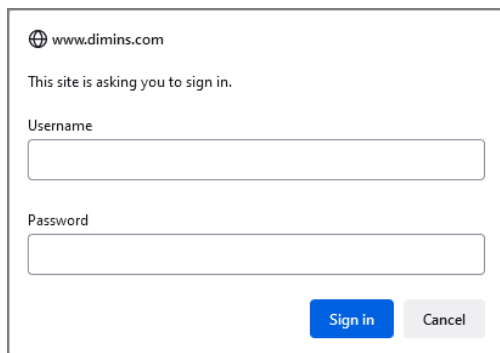 www.dimins.com
This site is asking you to sign in.
Username
Password
Sign in Cancel